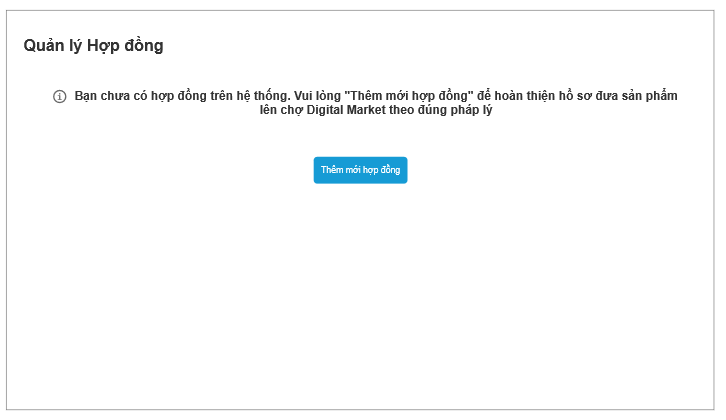 Quản lý Hợp đồng
Bạn chưa có hợp đồng trên hệ thống. Vui lòng "Thêm mới hợp đồng" để hoàn thiện hồ sơ đưa sản phẩm
lên chợ Digital Market theo đúng pháp lý
Thêm mới hợp đồng